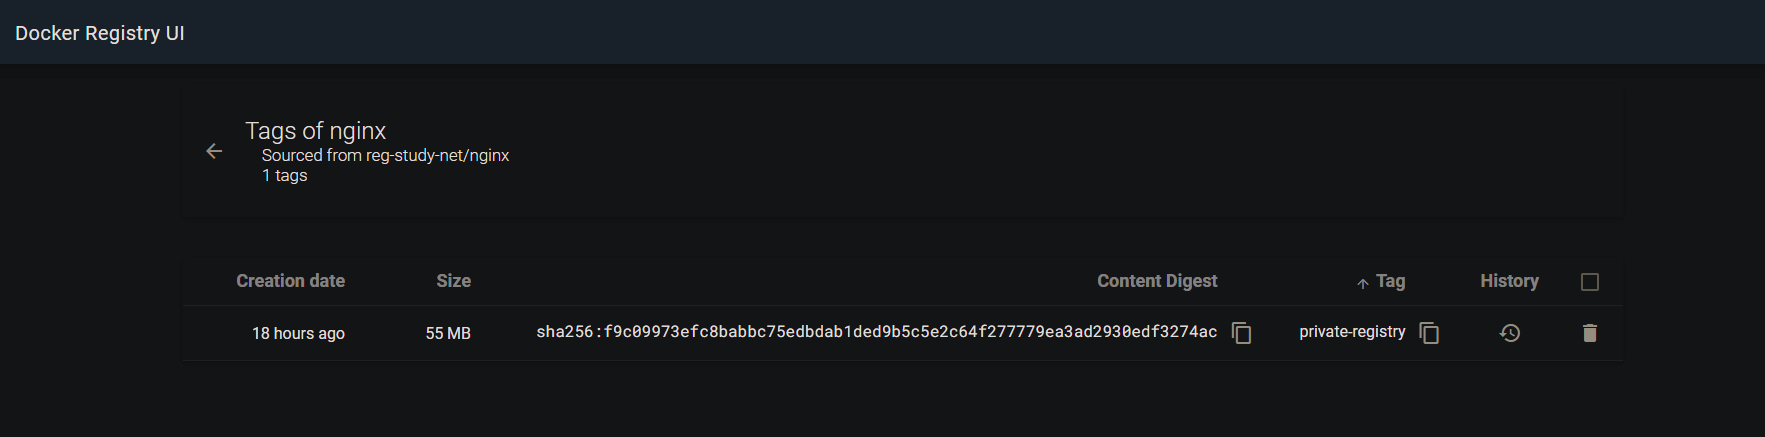 Docker Registry UI
Tags of nginx
Sourced from reg-study-net/nginx
1 tags
Creation date Size Content Digest Tag History
18 hours ago 55 MB sha256:f9c09973efc8babbc75edbdab1ded9b5c5e2c64f277779ea3ad2930edf3274ac private-registry